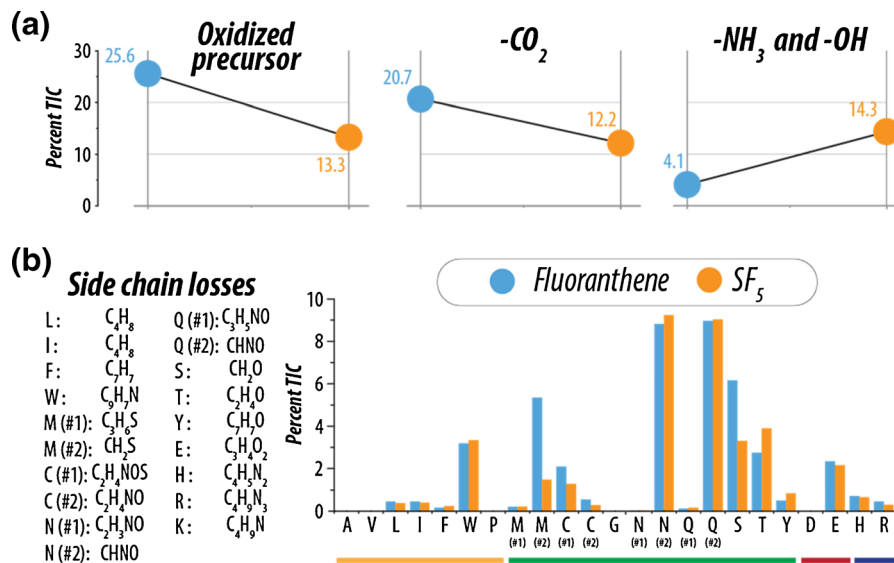 (a)
Oxidized precursor
-CO₂
-NH₃ and -OH
Percent TIC
30
20
10
0
25.6
13.3
20.7
12.2
4.1
14.3
(b)
Side chain losses
L: C₄H₈
I: C₄H₈
F: C₇H₇
W: C₉H₇N
M (#1): C₃H₆S
M (#2): CH₂S
C (#1): C₂H₄NOS
C (#2): C₂H₄NO
N (#1): C₂H₃NO
N (#2): CHNO
Q (#1): C₃H₅NO
Q (#2): CHNO
S: CH₂O
T: C₂H₄O
Y: C₇H₇O
E: C₃H₄O₂
H: C₄H₅N₂
R: C₄H₉N₃
K: C₄H₉N
Fluoranthene SF₅
Percent TIC
10
8
6
4
2
0
A V L I F W P M M C C G N N Q Q S T Y D E H R
(#1) (#2) (#1) (#2) (#1) (#2) (#1) (#2)